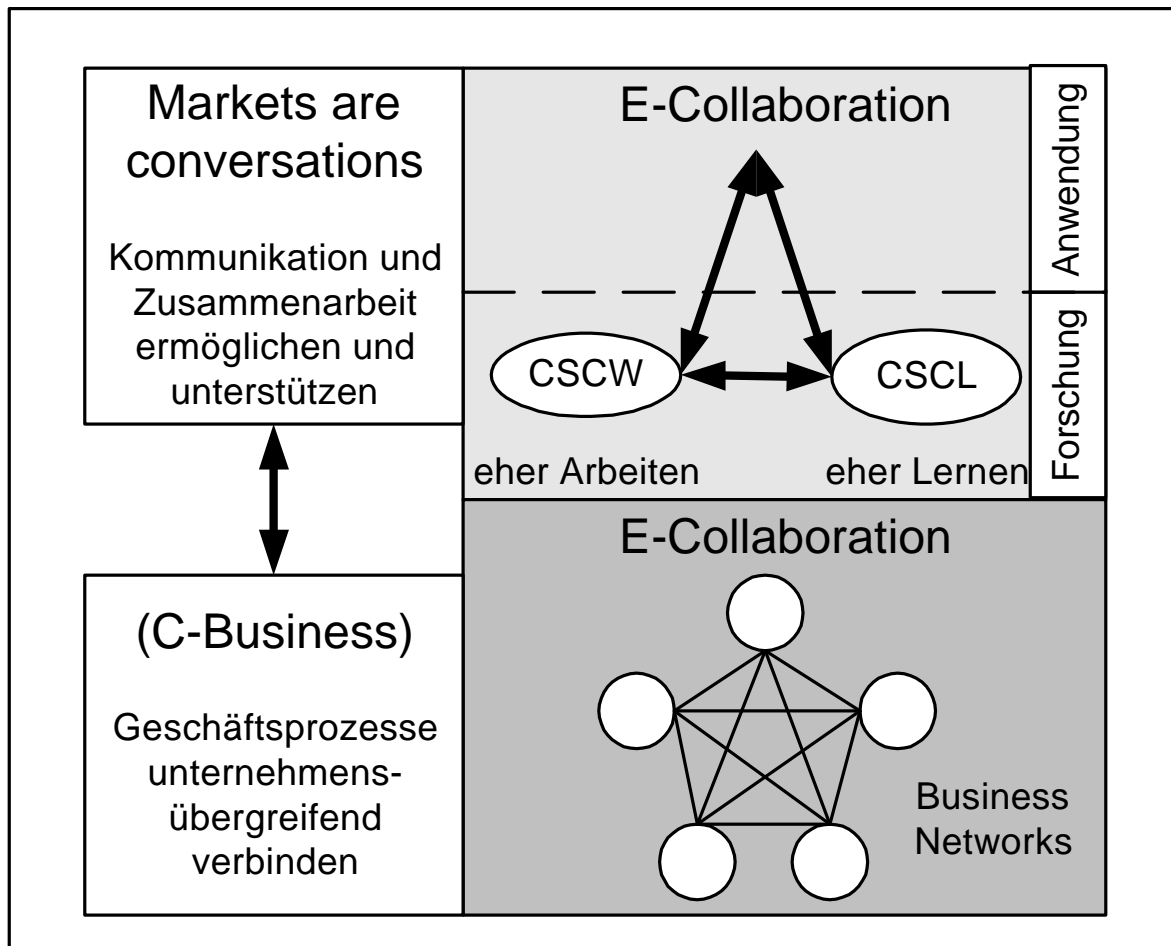 Markets are
conversations
Kommunikation und
Zusammenarbeit
ermöglichen und
unterstützen
E-Collaboration
Anwendung
CSCW
CSCL
Forschung
eher Arbeiten
eher Lernen
(C-Business)
Geschäftsprozesse
unternehmens-
übergreifend
verbinden
E-Collaboration
Business
Networks